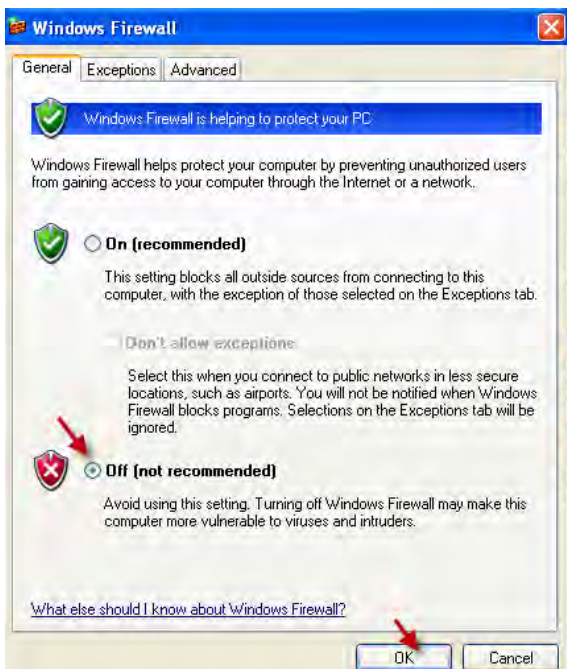 Windows Firewall
General Exceptions Advanced
Windows Firewall is helping to protect your PC
Windows Firewall helps protect your computer by preventing unauthorized users
from gaining access to your computer through the Internet or a network.
On (recommended)
This setting blocks all outside sources from connecting to this
computer, with the exception of those selected on the Exceptions tab.
Don't allow exceptions
Select this when you connect to public networks in less secure
locations, such as airports. You will not be notified when Windows
Firewall blocks programs. Selections on the Exceptions tab will be
ignored.
Off (not recommended)
Avoid using this setting. Turning off Windows Firewall may make this
computer more vulnerable to viruses and intruders.
What else should I know about Windows Firewall?
OK Cancel